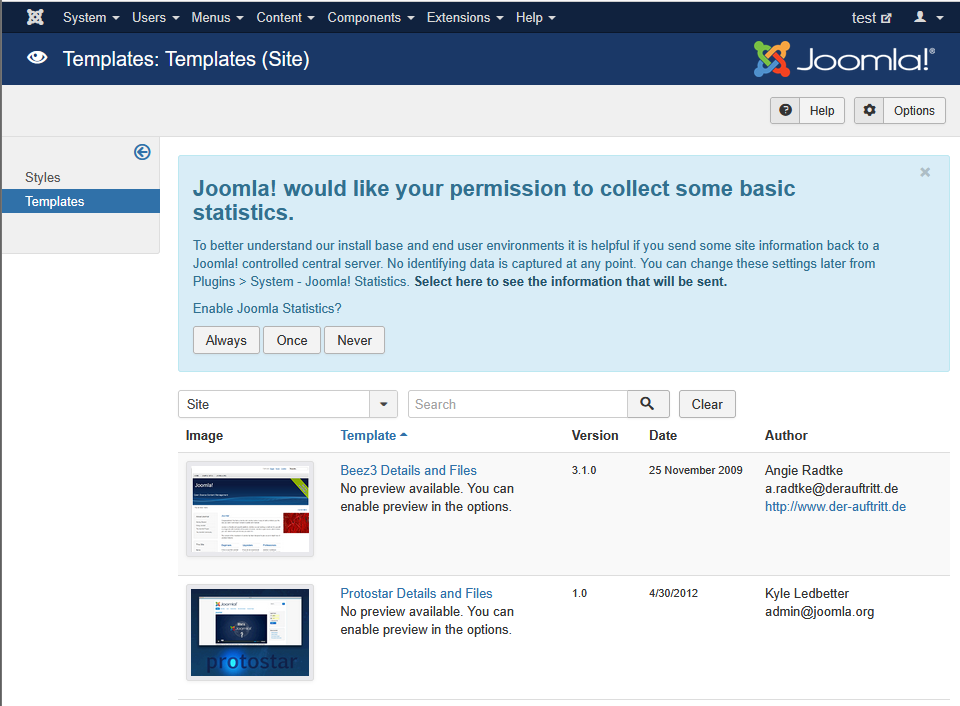 System Users Menus Content Components Extensions Help test
Templates: Templates (Site) Joomla!®
Help Options
Styles
Templates
Joomla! would like your permission to collect some basic
statistics.
To better understand our install base and end user environments it is helpful if you send some site information back to a
Joomla! controlled central server. No identifying data is captured at any point. You can change these settings later from
Plugins > System - Joomla! Statistics. Select here to see the information that will be sent.
Enable Joomla Statistics?
Always Once Never
Site Search Clear
Image Template Version Date Author
Beez3 Details and Files 3.1.0 25 November 2009 Angie Radtke
No preview available. You can a.radtke@derauftritt.de
enable preview in the options. http://www.der-auftritt.de
Joomla!
Protostar Details and Files 1.0 4/30/2012 Kyle Ledbetter
No preview available. You can admin@joomla.org
enable preview in the options.
Joomla!
protostar